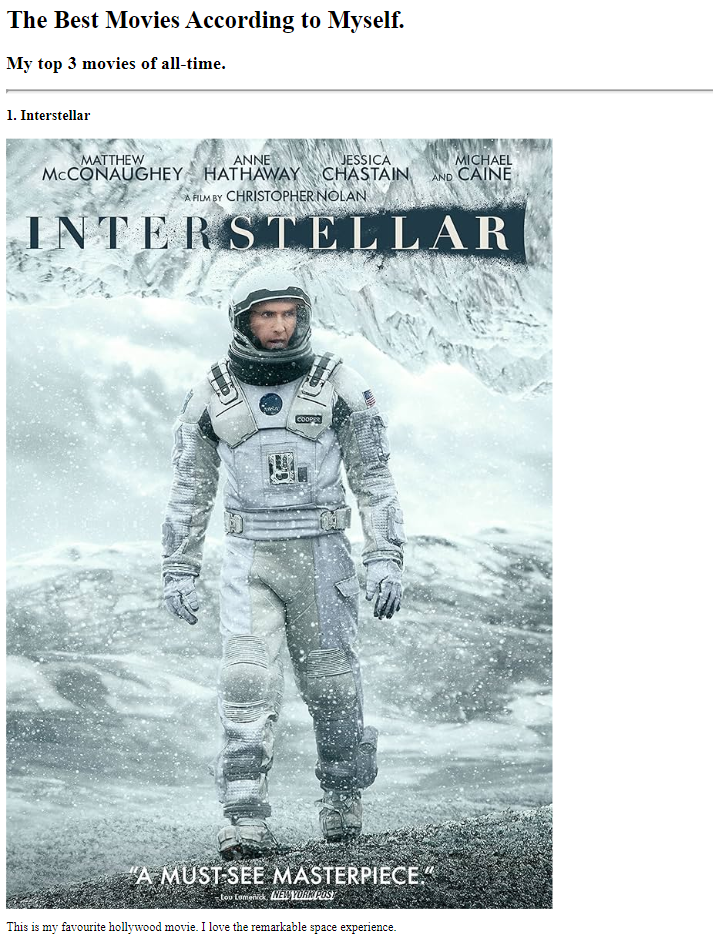 The Best Movies According to Myself.
My top 3 movies of all-time.
1. Interstellar
MATTHEW McCONAUGHEY ANNE HATHAWAY JESSICA CHASTAIN AND MICHAEL CAINE
A FILM BY CHRISTOPHER NOLAN
INTERSTELLAR
NASA
COOPER
“A MUST-SEE MASTERPIECE.”
– Lou Lumenick, NEW YORK POST
This is my favourite hollywood movie. I love the remarkable space experience.